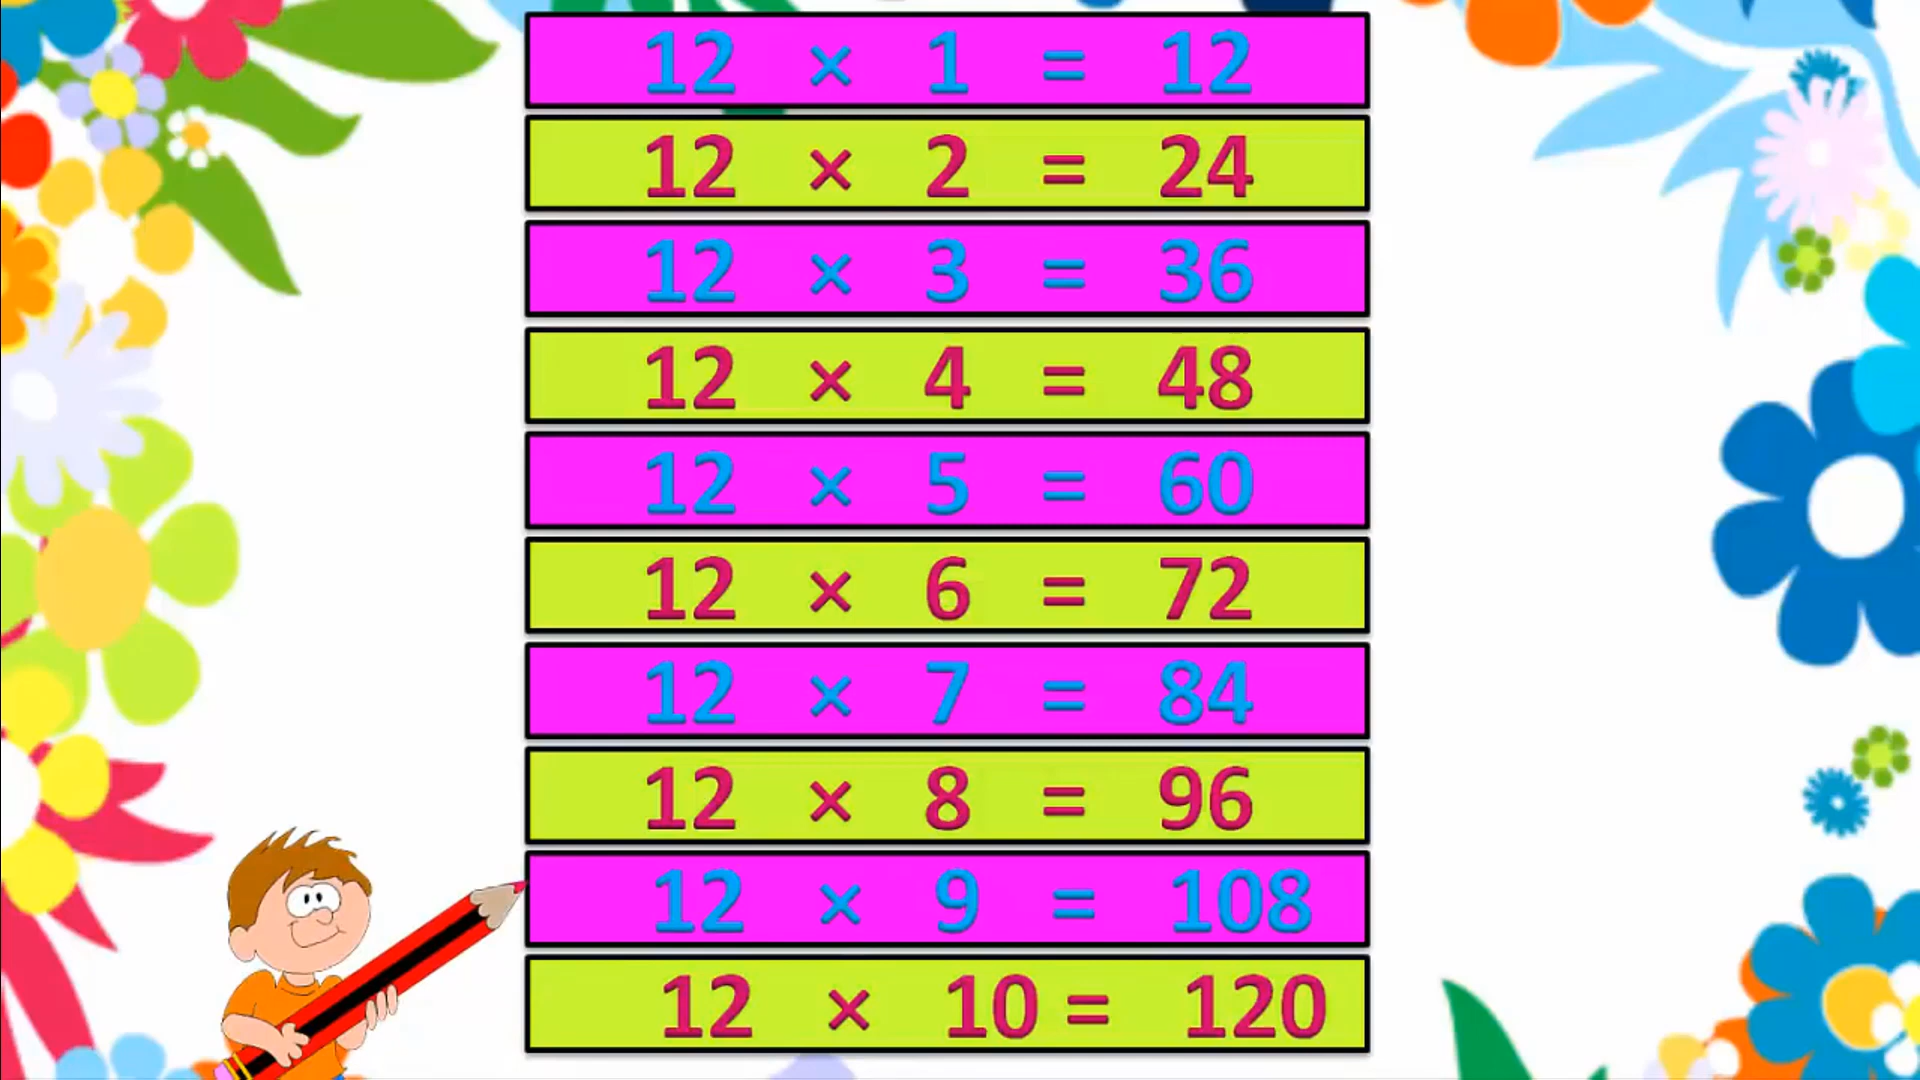 12 × 1 = 12
12 × 2 = 24
12 × 3 = 36
12 × 4 = 48
12 × 5 = 60
12 × 6 = 72
12 × 7 = 84
12 × 8 = 96
12 × 9 = 108
12 × 10 = 120